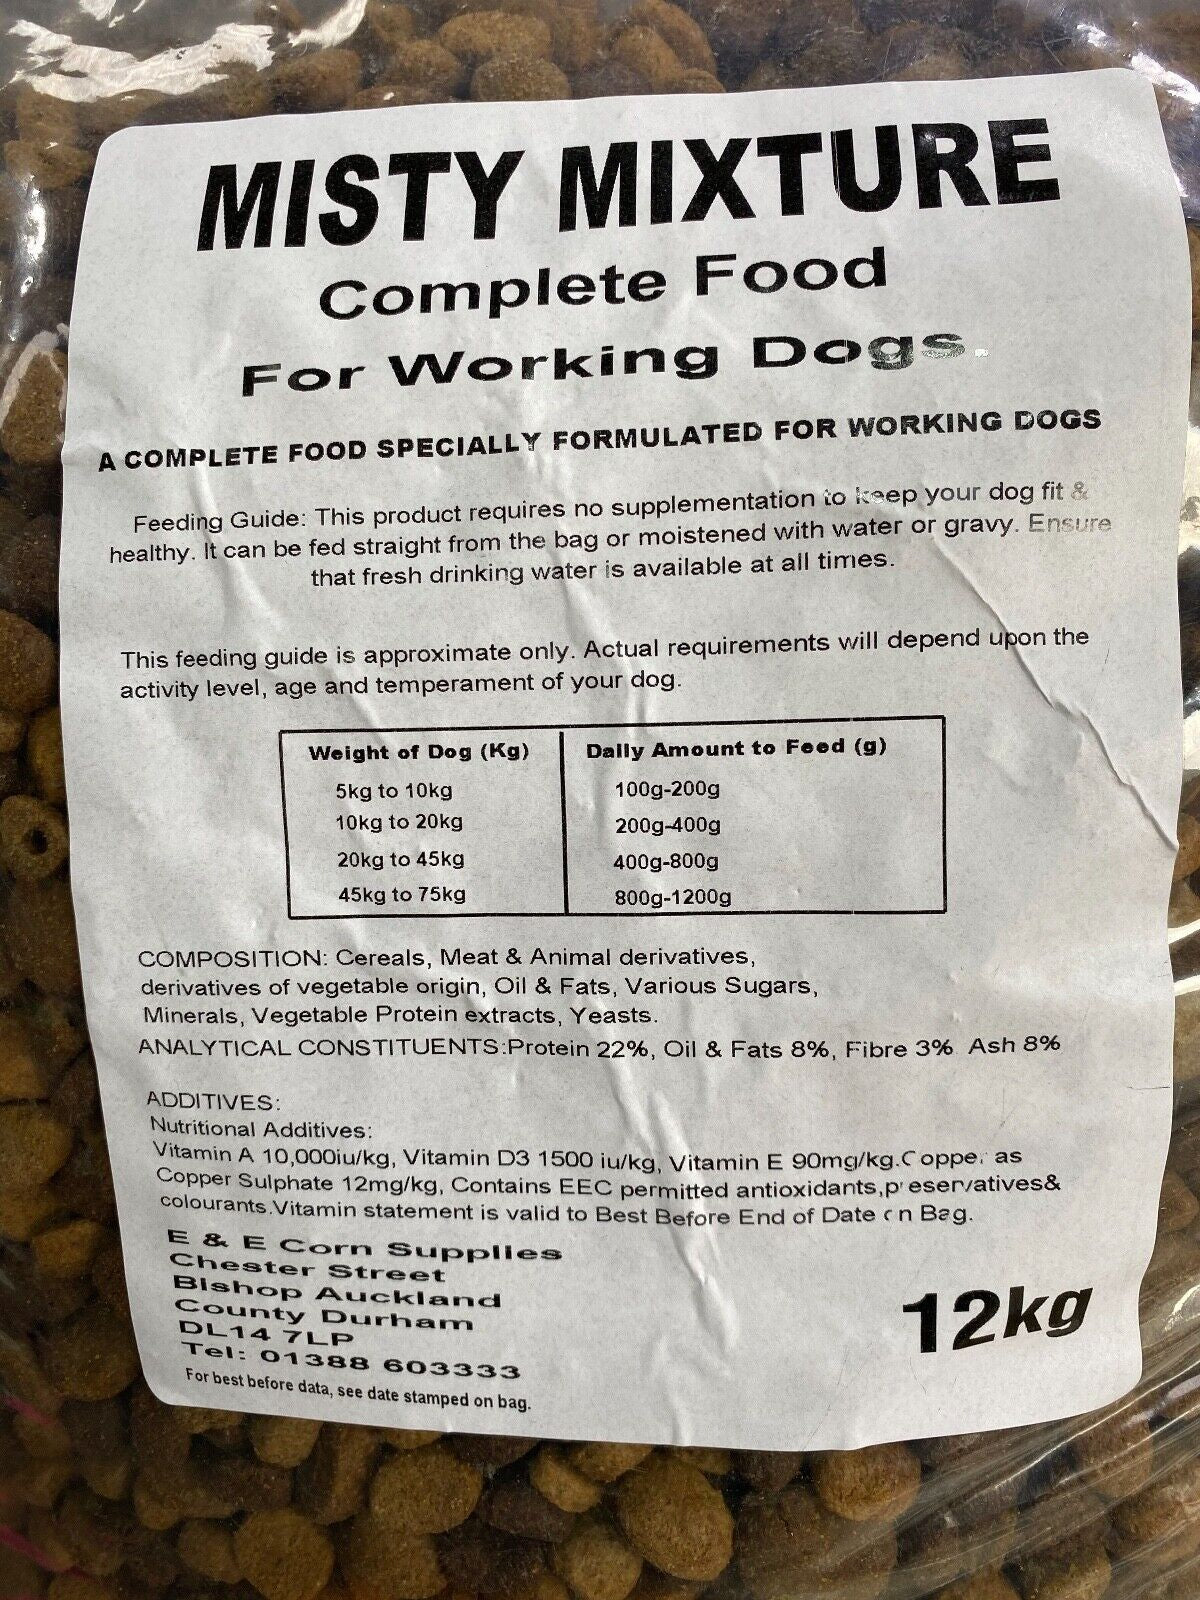 MISTY MIXTURE
Complete Food
For Working Dogs.
A COMPLETE FOOD SPECIALLY FORMULATED FOR WORKING DOGS
Feeding Guide: This product requires no supplementation to keep your dog fit &
healthy. It can be fed straight from the bag or moistened with water or gravy. Ensure
that fresh drinking water is available at all times.
This feeding guide is approximate only. Actual requirements will depend upon the
activity level, age and temperament of your dog.
Weight of Dog (Kg) Daily Amount to Feed (g)
5kg to 10kg 100g-200g
10kg to 20kg 200g-400g
20kg to 45kg 400g-800g
45kg to 75kg 800g-1200g
COMPOSITION: Cereals, Meat & Animal derivatives,
derivatives of vegetable origin, Oil & Fats, Various Sugars,
Minerals, Vegetable Protein extracts, Yeasts.
ANALYTICAL CONSTITUENTS:Protein 22%, Oil & Fats 8%, Fibre 3% Ash 8%
ADDITIVES:
Nutritional Additives:
Vitamin A 10,000iu/kg, Vitamin D3 1500 iu/kg, Vitamin E 90mg/kg.Copper as
Copper Sulphate 12mg/kg, Contains EEC permitted antioxidants,preservatives&
colourants.Vitamin statement is valid to Best Before End of Date on Bag.
E & E Corn Supplies
Chester Street
Bishop Auckland
County Durham
DL14 7LP
Tel: 01388 603333
For best before data, see date stamped on bag.
12kg